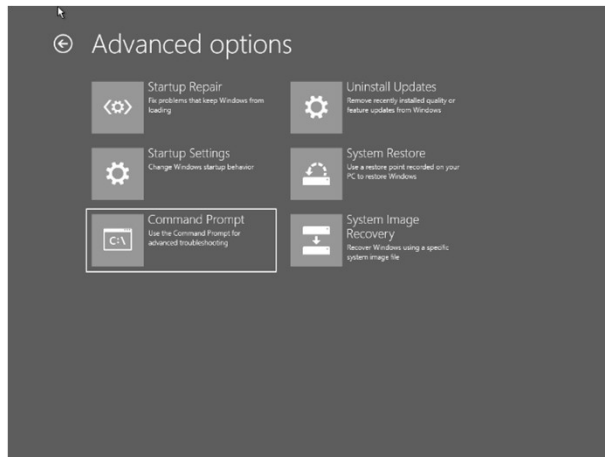 Advanced options
Startup Repair
Fix problems that keep Windows from
loading
Startup Settings
Change Windows startup behavior
Command Prompt
Use the Command Prompt for
advanced troubleshooting
C:\
Uninstall Updates
Remove recently installed quality or
feature updates from Windows
System Restore
Use a restore point recorded on your
PC to restore Windows
System Image
Recovery
Recover Windows using a specific
system image file